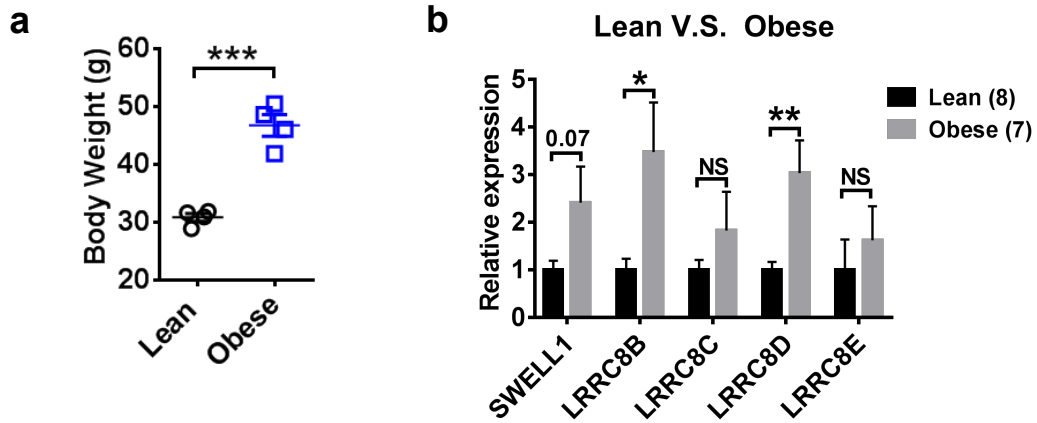 a
Body Weight (g)
60
50
40
30
20
***
Lean
Obese
b
Lean V.S. Obese
Relative expression
5
4
3
2
1
0
0.07
*
NS
**
NS
SWELL1
LRRC8B
LRRC8C
LRRC8D
LRRC8E
Lean (8)
Obese (7)